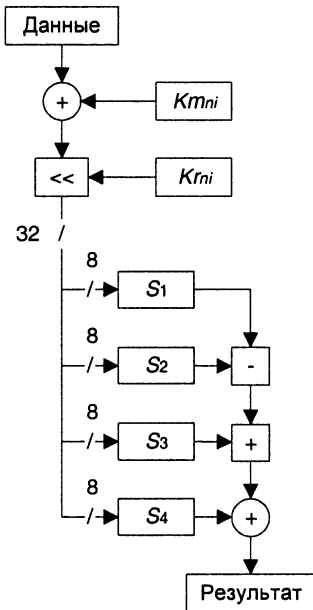 Данные
+ Kmni
<< Krni
32 /
8
/ S1
8
/ S2 -
8
/ S3 +
8
/ S4 +
Результат